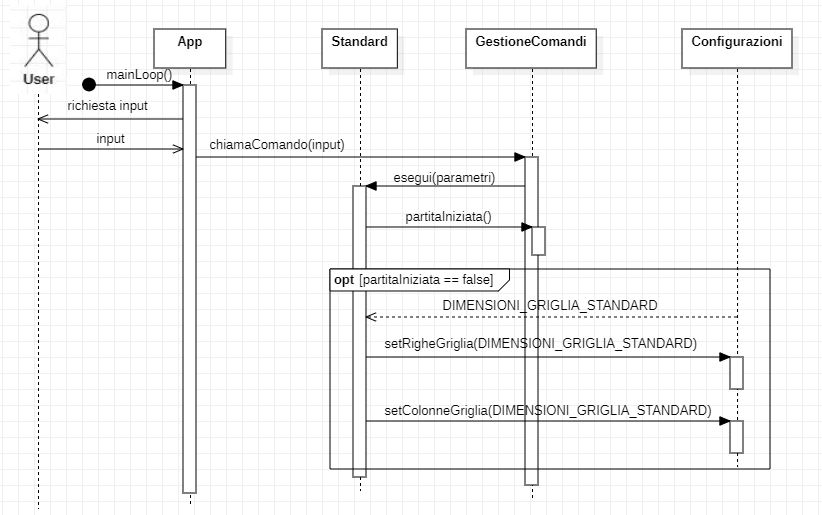 App
Standard
GestioneComandi
Configurazioni
User
mainLoop()
richiesta input
input
chiamaComando(input)
esegui(parametri)
partitaIniziata()
opt [partitaIniziata == false]
DIMENSIONI_GRIGLIA_STANDARD
setRigheGriglia(DIMENSIONI_GRIGLIA_STANDARD)
setColonneGriglia(DIMENSIONI_GRIGLIA_STANDARD)